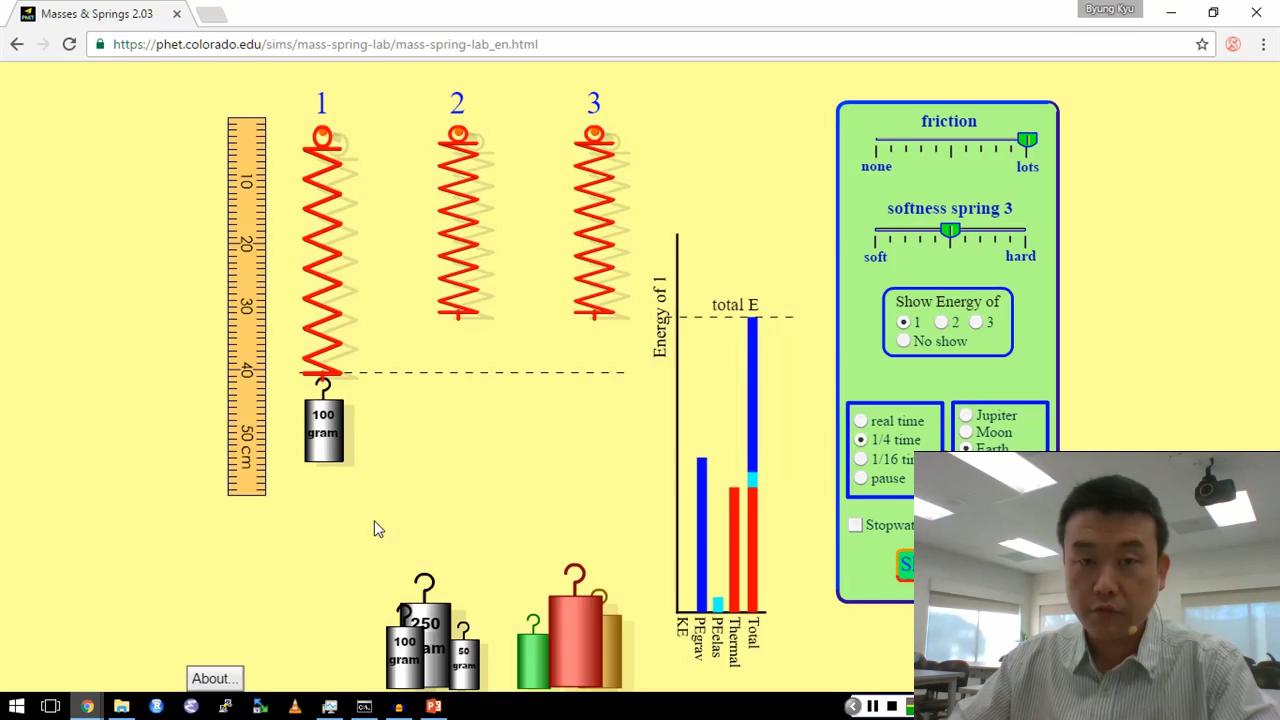 Masses & Springs 2.03
Byung Kyu
https://phet.colorado.edu/sims/mass-spring-lab/mass-spring-lab_en.html
1
2
3
10
20
30
40
50 cm
100
gram
Energy of 1
total E
KE
PEgrav
PEelas
Thermal
Total
250
100
gram
50
gram
About...
friction
none
lots
softness spring 3
soft
hard
Show Energy of
1
2
3
No show
real time
1/4 time
1/16 ti
pause
Jupiter
Moon
Earth
Stopwat